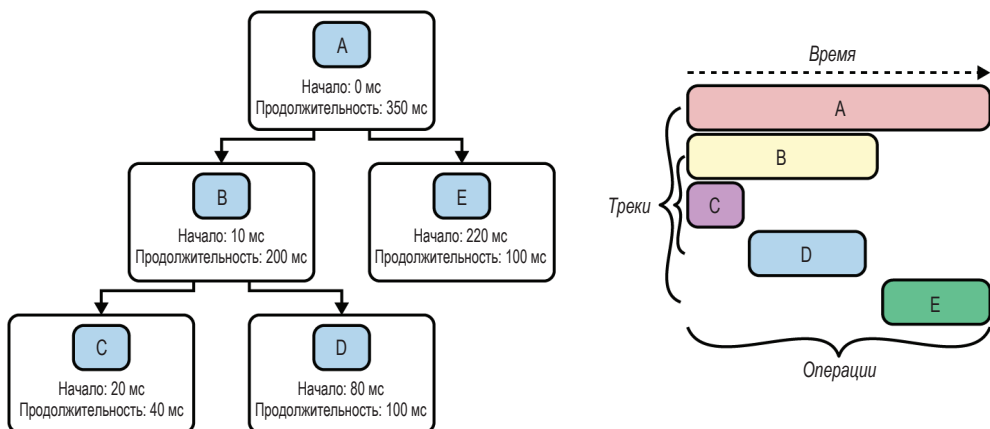 A
Начало: 0 мс
Продолжительность: 350 мс
B
Начало: 10 мс
Продолжительность: 200 мс
E
Начало: 220 мс
Продолжительность: 100 мс
C
Начало: 20 мс
Продолжительность: 40 мс
D
Начало: 80 мс
Продолжительность: 100 мс
Время
A
B
C
Треки
D
E
Операции